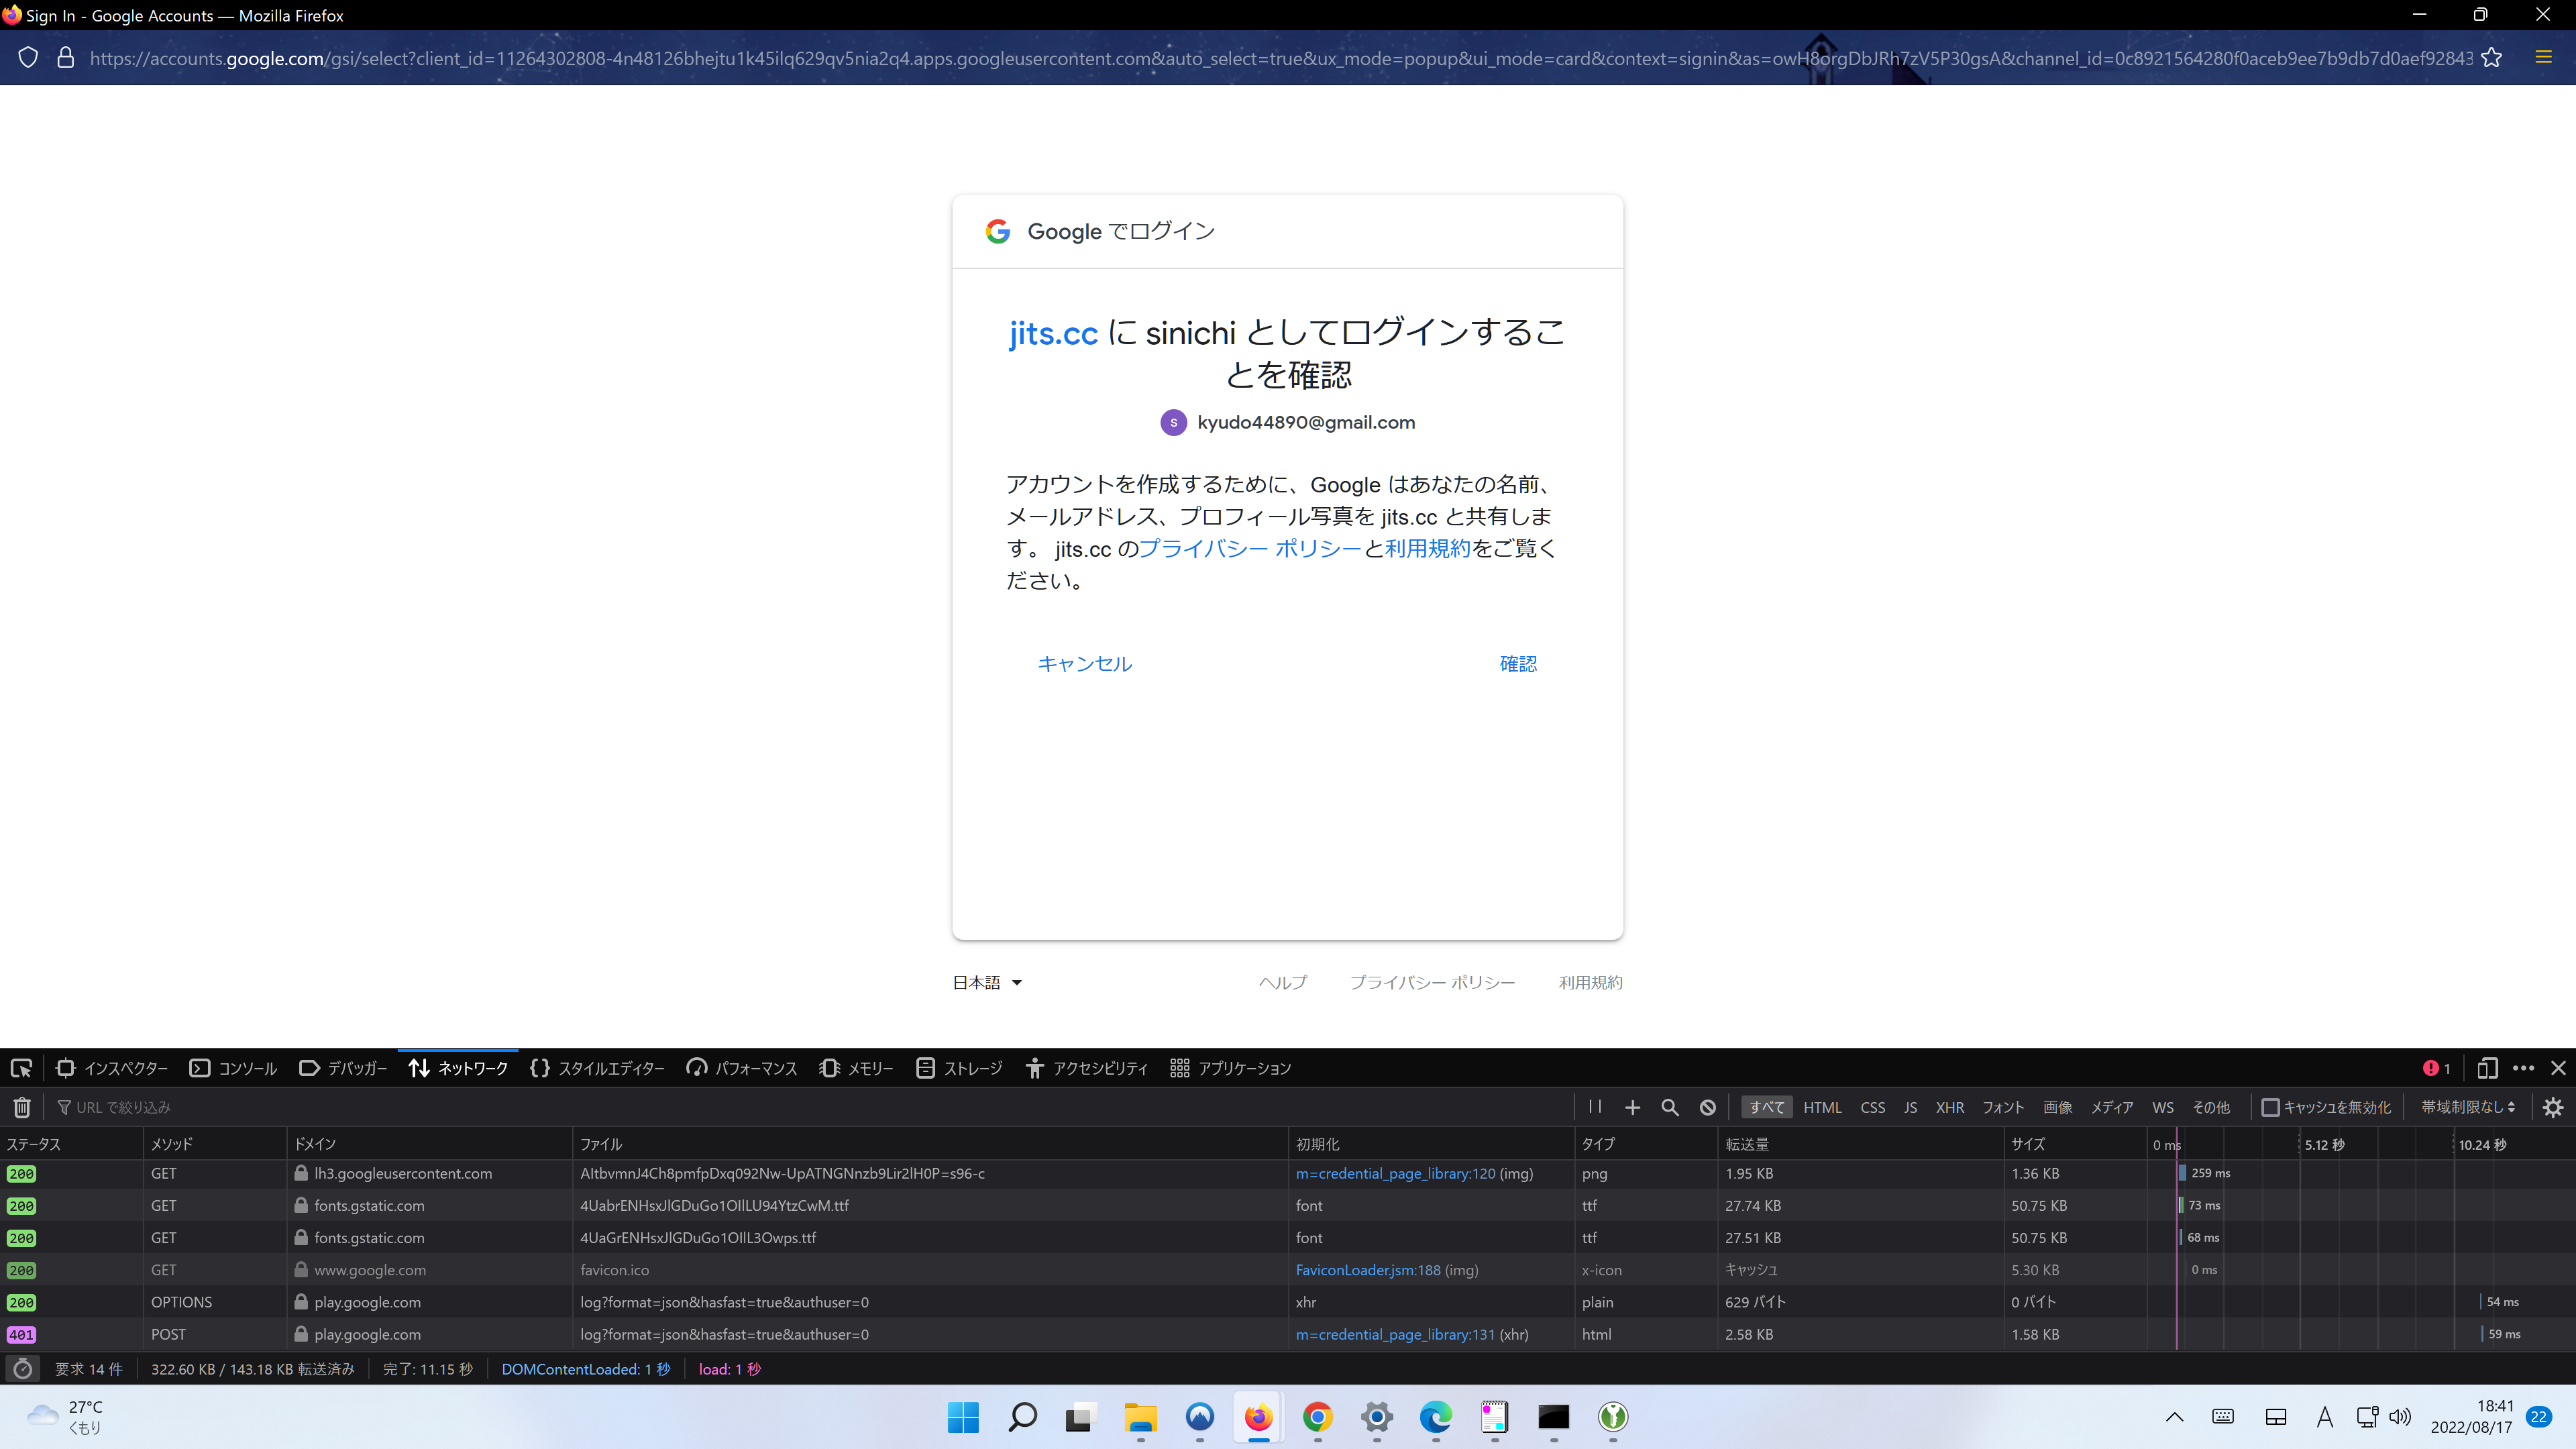 Sign In - Google Accounts — Mozilla Firefox
https://accounts.google.com/gsi/select?client_id=11264302808-4n48126bhejtu1k45ilq629qv5nia2q4.apps.googleusercontent.com&auto_select=true&ux_mode=popup&ui_mode=card&context=signin&as=owH8orgDbJRh7zV5P30gsA&channel_id=0c8921564280f0aceb9ee7b9db7d0aef92843
Google でログイン
jits.cc に sinichi としてログインするこ
とを確認
s kyudo44890@gmail.com
アカウントを作成するために、Google はあなたの名前、
メールアドレス、プロフィール写真を jits.cc と共有しま
す。 jits.cc のプライバシー ポリシーと利用規約をご覧く
ださい。
キャンセル 確認
日本語 ヘルプ プライバシー ポリシー 利用規約
インスペクター コンソール デバッガー ネットワーク スタイルエディター パフォーマンス メモリー ストレージ アクセシビリティ アプリケーション 1
URL で絞り込み すべて HTML CSS JS XHR フォント 画像 メディア WS その他 キャッシュを無効化 帯域制限なし
ステータス メソッド ドメイン ファイル 初期化 タイプ 転送量 サイズ 0 ms 5.12 秒 10.24 秒
200 GET lh3.googleusercontent.com AItbvmnJ4Ch8pmfpDxq092Nw-UpATNGNnzb9Lir2lH0P=s96-c m=credential_page_library:120 (img) png 1.95 KB 1.36 KB 259 ms
200 GET fonts.gstatic.com 4UabrENHsxJlGDuGo1OIlLU94YtzCwM.ttf font ttf 27.74 KB 50.75 KB 73 ms
200 GET fonts.gstatic.com 4UaGrENHsxJlGDuGo1OIlL3Owps.ttf font ttf 27.51 KB 50.75 KB 68 ms
200 GET www.google.com favicon.ico FaviconLoader.jsm:188 (img) x-icon キャッシュ 5.30 KB 0 ms
200 OPTIONS play.google.com log?format=json&hasfast=true&authuser=0 xhr plain 629 バイト 0 バイト 54 ms
401 POST play.google.com log?format=json&hasfast=true&authuser=0 m=credential_page_library:131 (xhr) html 2.58 KB 1.58 KB 59 ms
要求 14 件 322.60 KB / 143.18 KB 転送済み 完了: 11.15 秒 DOMContentLoaded: 1 秒 load: 1 秒
27°C
くもり
A 18:41
2022/08/17 22